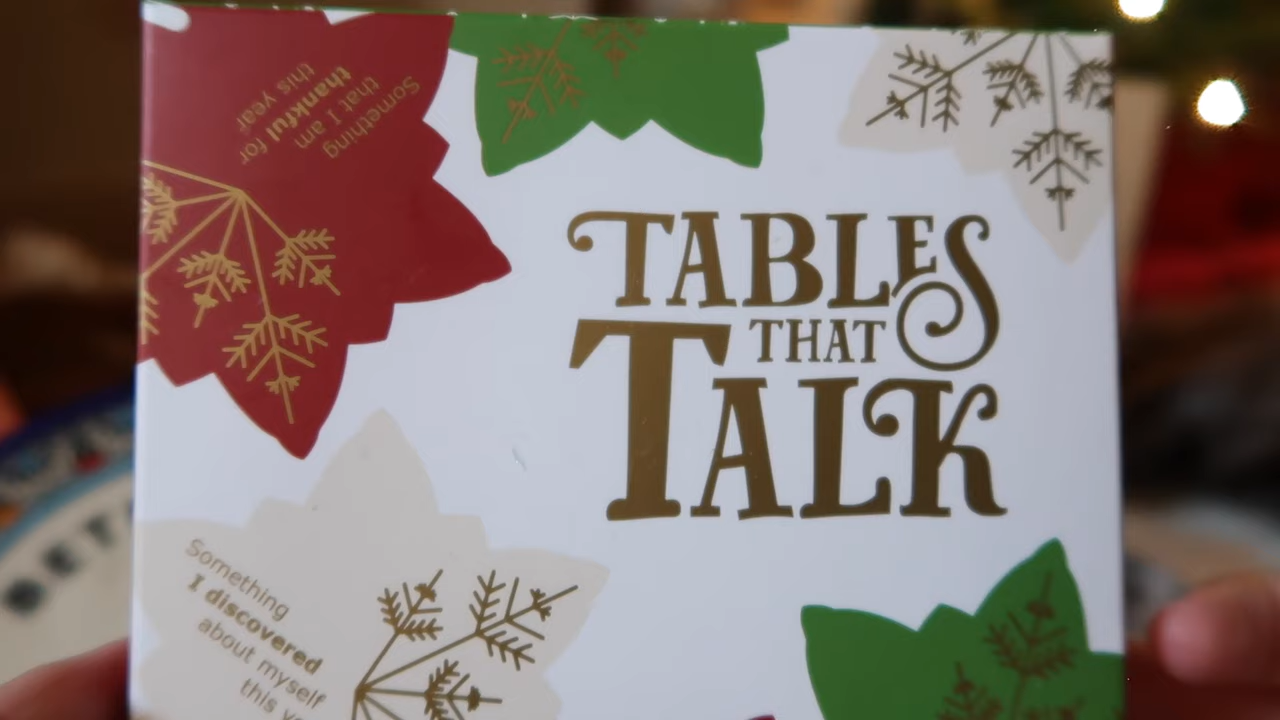 Something
that I am
thankful for
this year
TABLES
THAT
TALK
Something
I discovered
about myself
this